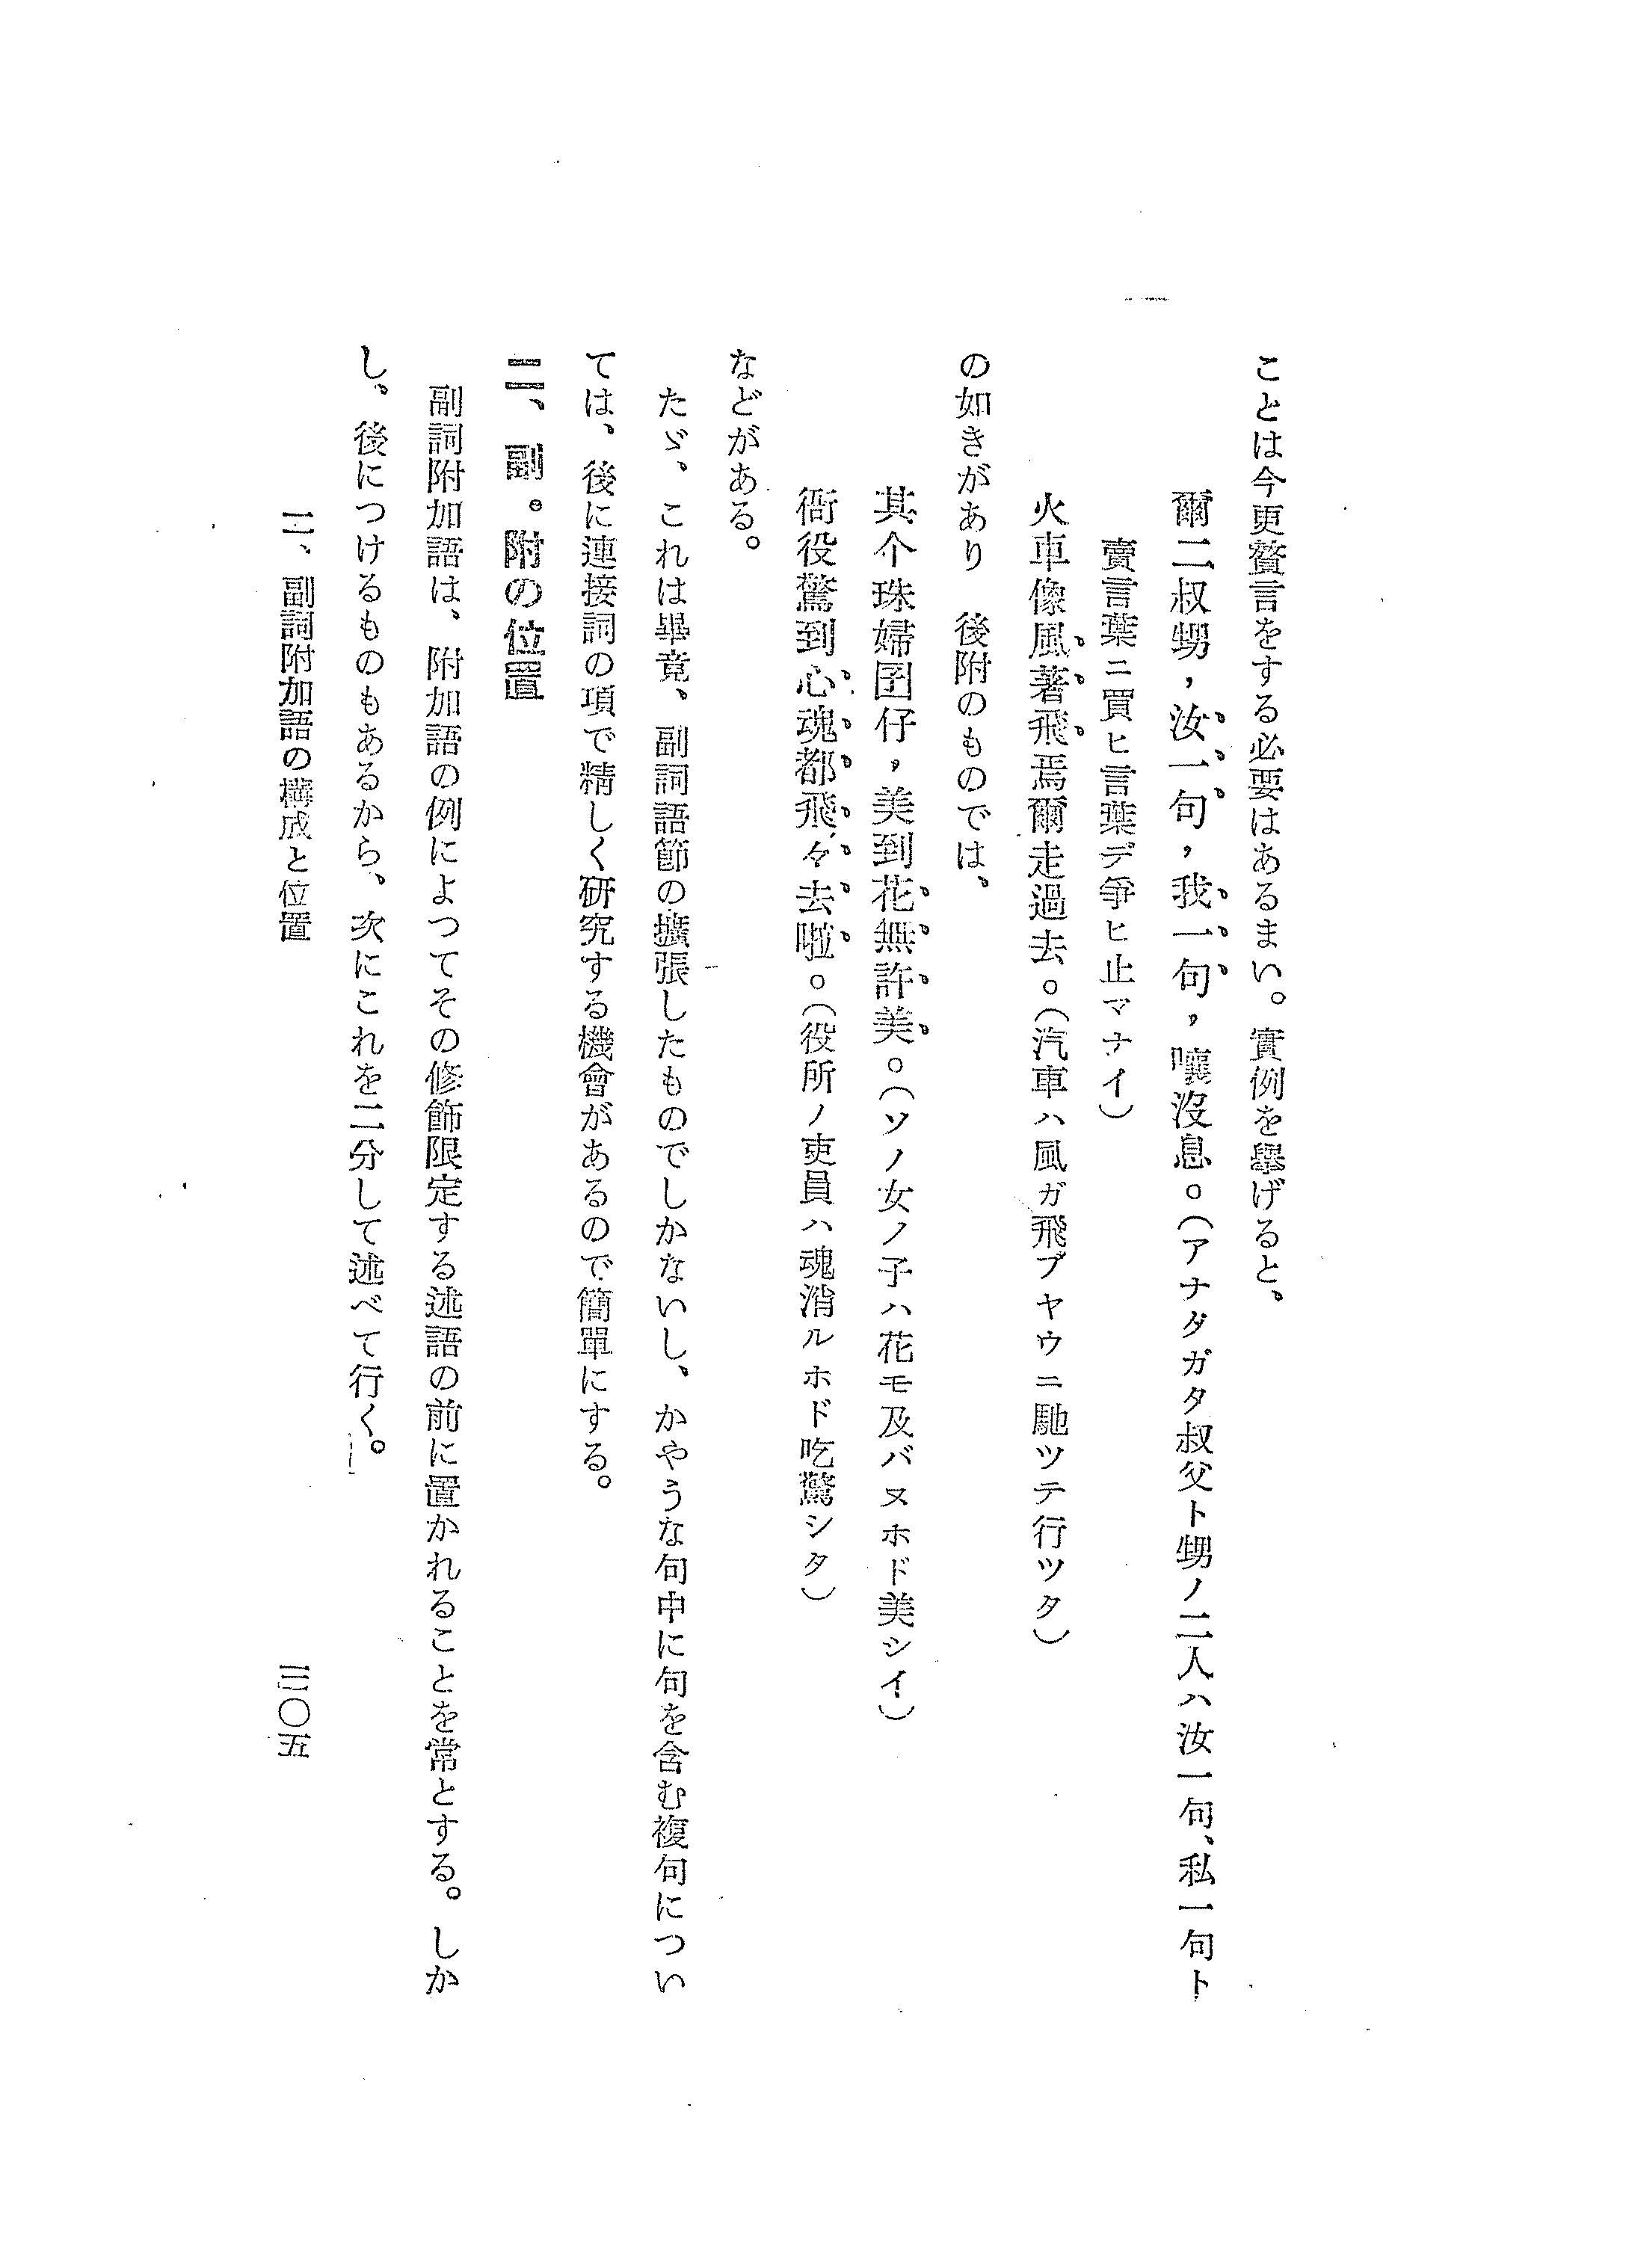 ことは今更贅言をする必要はあるまい。實例を擧げると、
爾二叔甥，汝一句，我一句，嚷沒息。（アナダガタ叔父ト甥ノ二人ハ汝一句、私一句ト
賣言葉ニ買ヒ言葉デ爭ヒ止マナイ）
火車像風著飛焉爾走過去。（汽車ハ風ガ飛ブヤウニ馳ツテ行ツタ）
の如きがあり　後附のものでは、
其个珠婦囝仔，美到花無許美。（ソノ女ノ子ハ花モ及バヌホド美シイ）
衙役驚到心魂都飛々去啦。（役所ノ吏員ハ魂消ルホド吃驚シタ）
などがある。
たゞ、これは畢竟、副詞語節の擴張したものでしかないし、かやうな句中に句を含む複句につい
ては、後に連接詞の項で精しく研究する機會があるので簡單にする。
二、副。附の位置
副詞附加語は、附加語の例によつてその修飾限定する述語の前に置かれることを常とする。しか
し、後につけるものもあるから、次にこれを二分して述べて行く。
二、副詞附加語の構成と位置
三〇五